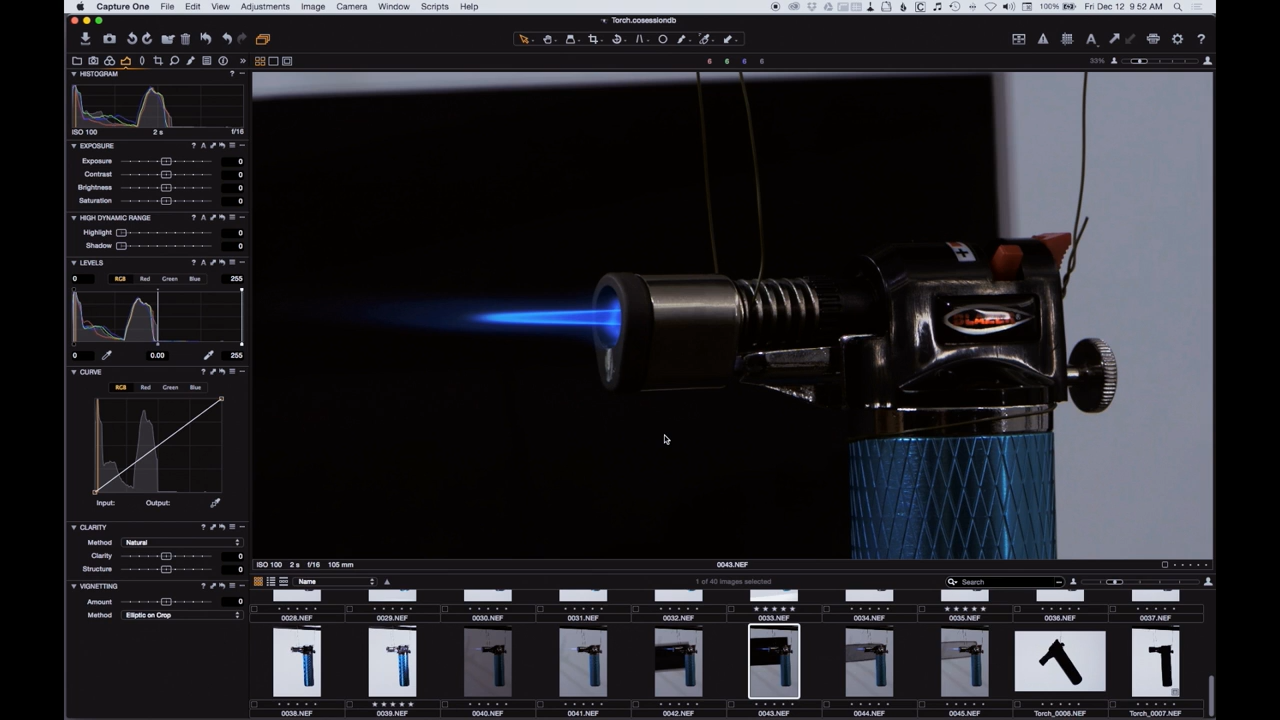 Capture One File Edit View Adjustments Image Camera Window Scripts Help 100% Fri Dec 12 9:52 AM
Torch.cosessiondb
6 6 6 6 33%
HISTOGRAM ?
ISO 100 2 s f/16
EXPOSURE ? A
Exposure 0
Contrast 0
Brightness 0
Saturation 0
HIGH DYNAMIC RANGE ? A
Highlight 0
Shadow 0
LEVELS ? A
0 RGB Red Green Blue 255
0 0.00 255
CURVE ?
RGB Red Green Blue
Input: Output:
CLARITY ?
Method Natural
Clarity 0
Structure 0
VIGNETTING ?
Amount 0
Method Elliptic on Crop
BLAZER
ISO 100 2 s f/16 105 mm 0043.NEF
Name 1 of 40 images selected Search
0028.NEF 0029.NEF 0030.NEF 0031.NEF 0032.NEF 0033.NEF 0034.NEF 0035.NEF 0036.NEF 0037.NEF
0038.NEF 0039.NEF 0040.NEF 0041.NEF 0042.NEF 0043.NEF 0044.NEF 0045.NEF Torch_0006.NEF Torch_0007.NEF